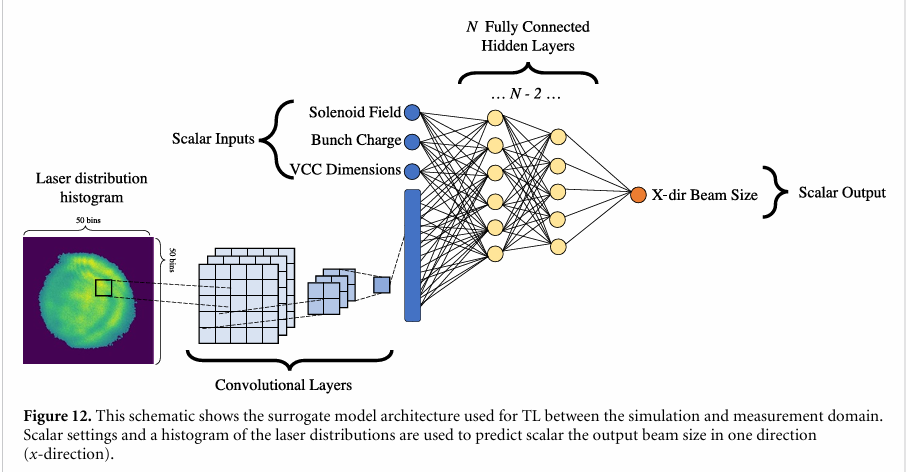 N Fully Connected
Hidden Layers
... N - 2 ...
Scalar Inputs
Solenoid Field
Bunch Charge
VCC Dimensions
Laser distribution
histogram
50 bins
50 bins
X-dir Beam Size
Scalar Output
Convolutional Layers
Figure 12. This schematic shows the surrogate model architecture used for TL between the simulation and measurement domain.
Scalar settings and a histogram of the laser distributions are used to predict scalar the output beam size in one direction
(x-direction).